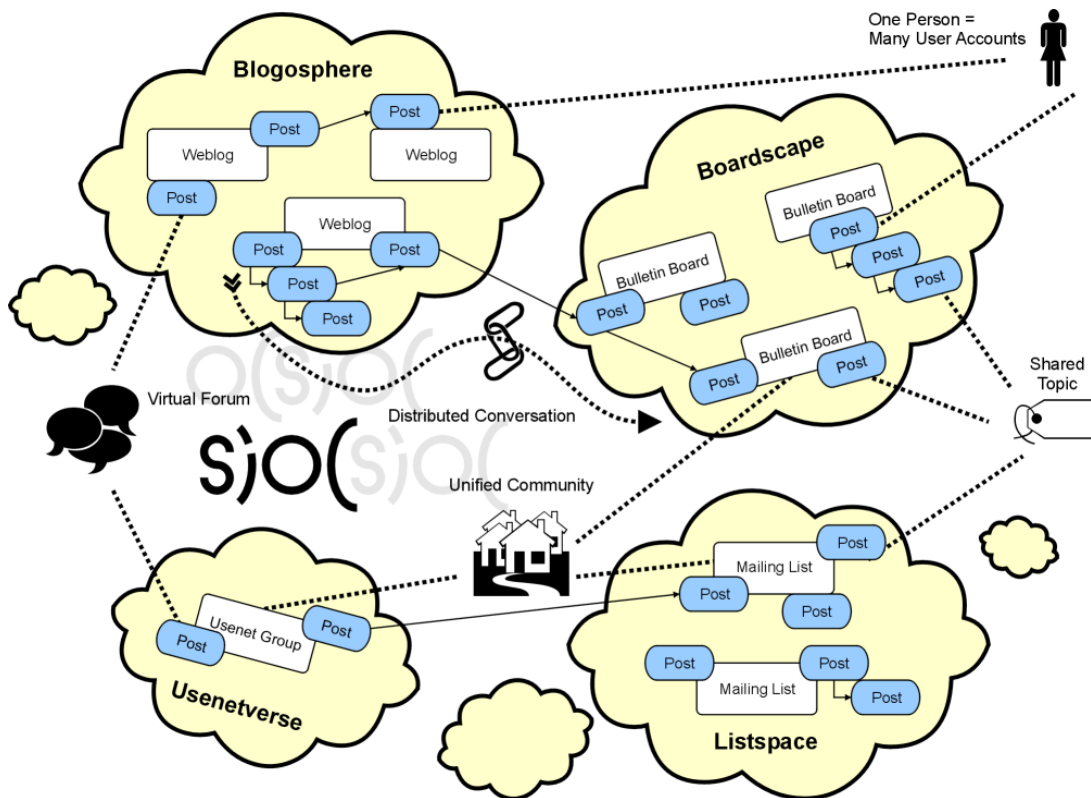 One Person =
Many User Accounts
Blogosphere
Post
Post
Weblog
Weblog
Post
Weblog
Post
Post
Post
Post
Boardscape
Bulletin Board
Post
Post
Post
Bulletin Board
Post
Post
Bulletin Board
Post
Post
Shared
Topic
Virtual Forum
Distributed Conversation
sioc
sioc
sioc
Unified Community
Usenet Group
Post
Post
Usenetverse
Post
Mailing List
Post
Post
Post
Mailing List
Post
Post
Listspace